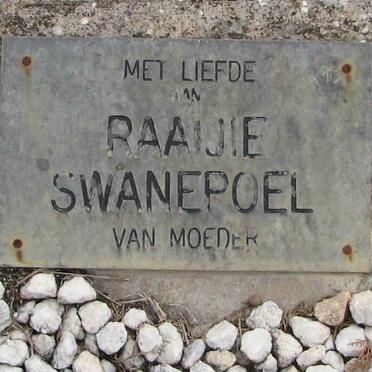 MET LIEFDE
AAN
RAAIJIE
SWANEPOEL
VAN MOEDER